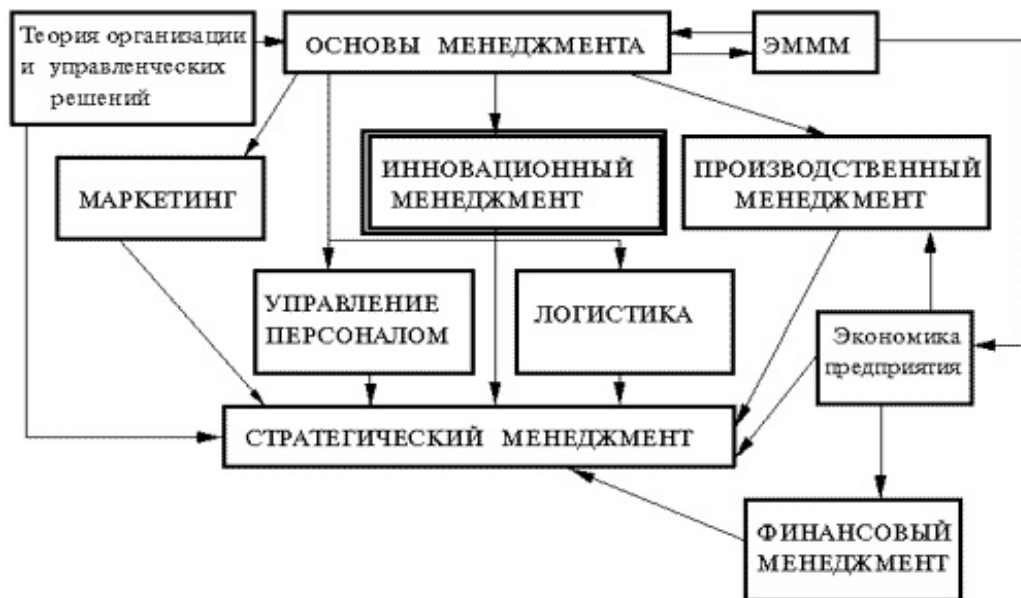 Теория организации
и управленческих
решений
ОСНОВЫ МЕНЕДЖМЕНТА
ЭМММ
МАРКЕТИНГ
ИННОВАЦИОННЫЙ
МЕНЕДЖМЕНТ
ПРОИЗВОДСТВЕННЫЙ
МЕНЕДЖМЕНТ
УПРАВЛЕНИЕ
ПЕРСОНАЛОМ
ЛОГИСТИКА
Экономика
предприятия
СТРАТЕГИЧЕСКИЙ МЕНЕДЖМЕНТ
ФИНАНСОВЫЙ
МЕНЕДЖМЕНТ